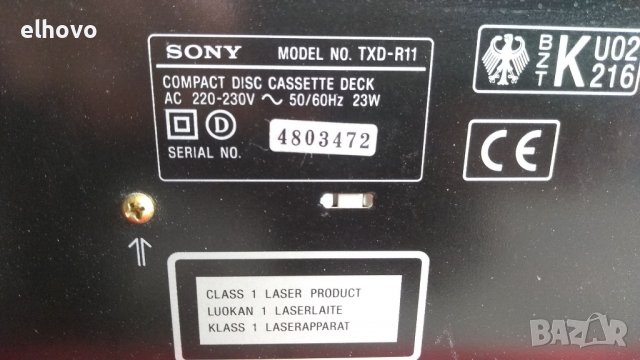 elhovo
SONY MODEL NO. TXD-R11
COMPACT DISC CASSETTE DECK
AC 220-230V ~ 50/60Hz 23W
D
SERIAL NO. 4803472
BZT K U02 216
CE
CLASS 1 LASER PRODUCT
LUOKAN 1 LASERLAITE
KLASS 1 LASERAPPARAT
BAZAR